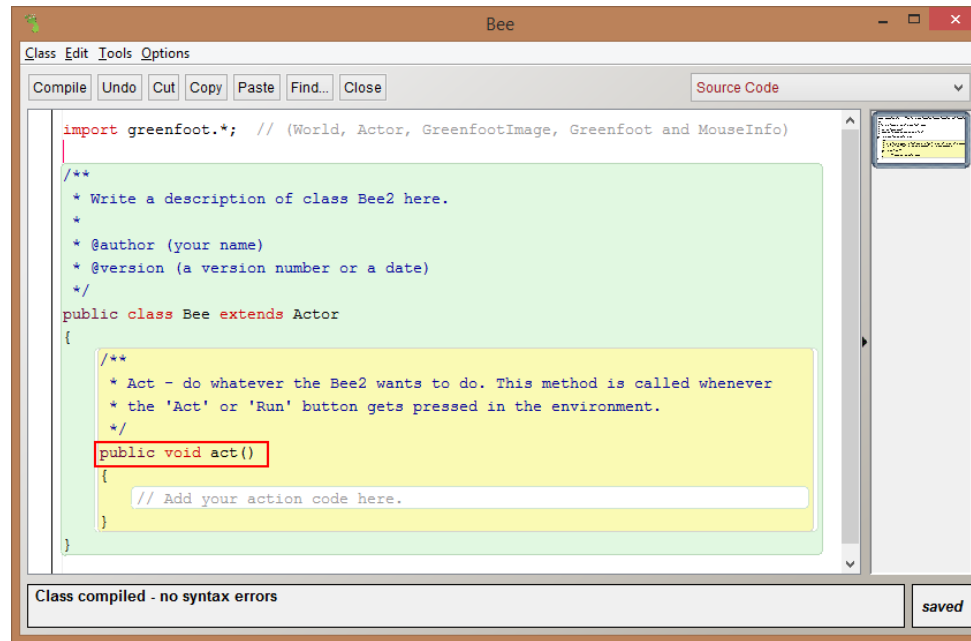 Bee
Class Edit Tools Options
Compile Undo Cut Copy Paste Find... Close Source Code
import greenfoot.*;  // (World, Actor, GreenfootImage, Greenfoot and MouseInfo)
/**
 * Write a description of class Bee2 here.
 *
 * @author (your name)
 * @version (a version number or a date)
 */
public class Bee extends Actor
{
    /**
     * Act - do whatever the Bee2 wants to do. This method is called whenever
     * the 'Act' or 'Run' button gets pressed in the environment.
     */
    public void act()
    {
        // Add your action code here.
    }
}
Class compiled - no syntax errors
saved